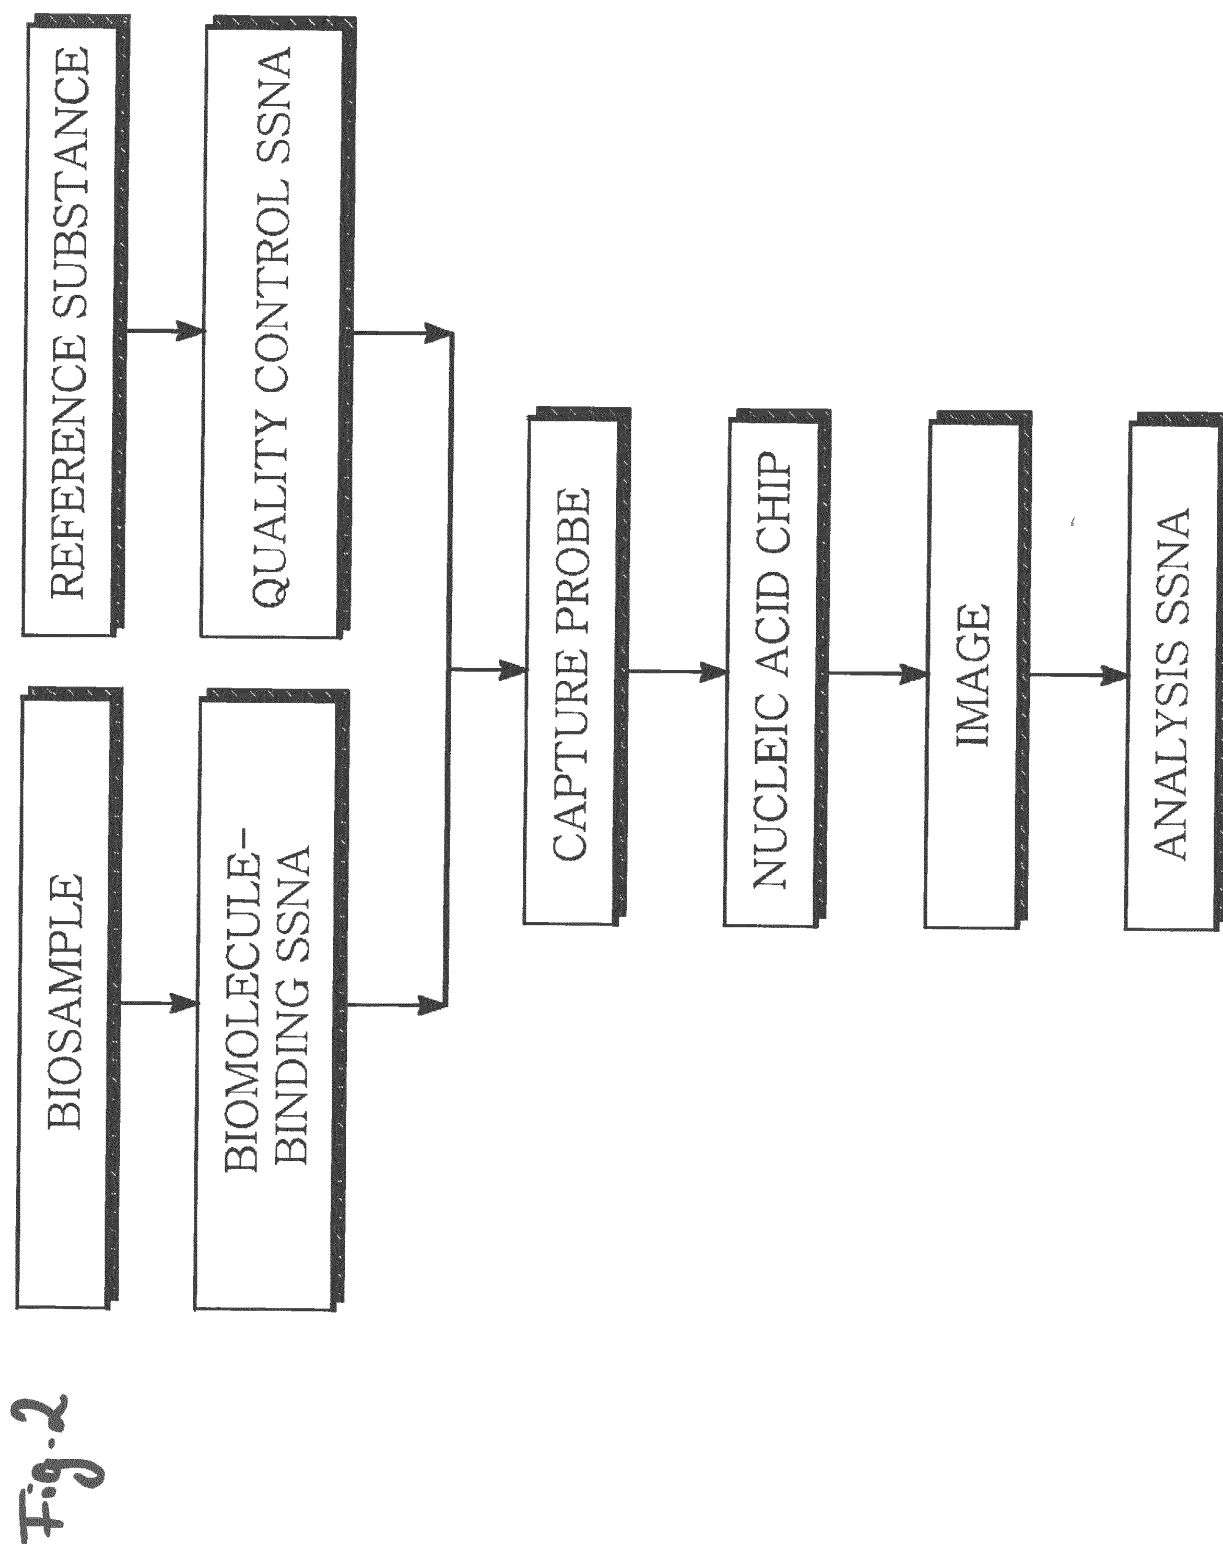 Fig-2
BIOSAMPLE
REFERENCE SUBSTANCE
BIOMOLECULE-
BINDING SSNA
QUALITY CONTROL SSNA
CAPTURE PROBE
NUCLEIC ACID CHIP
IMAGE
ANALYSIS SSNA